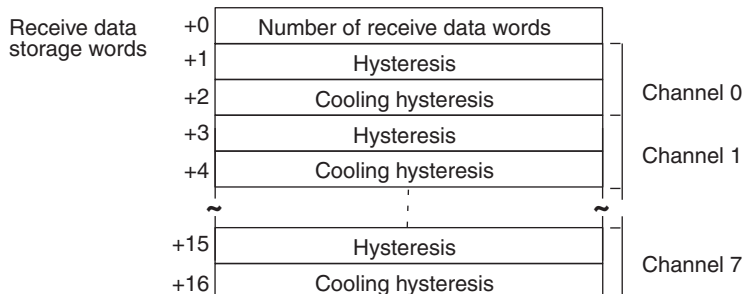 Receive data
storage words
+0 Number of receive data words
+1 Hysteresis
+2 Cooling hysteresis
Channel 0
+3 Hysteresis
+4 Cooling hysteresis
Channel 1
+15 Hysteresis
+16 Cooling hysteresis
Channel 7